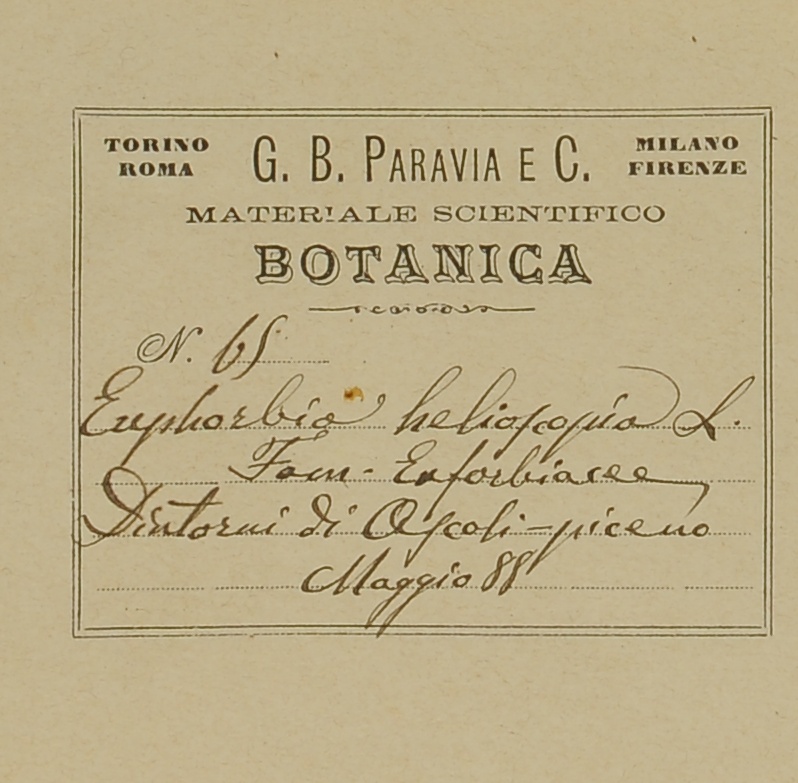 TORINO ROMA G. B. PARAVIA E C. MILANO FIRENZE
MATERIALE SCIENTIFICO
BOTANICA
N. 65
Euphorbia helioscopia L.
Fam. Euforbiacee
Dintorni di Ascoli-piceno
Maggio 88